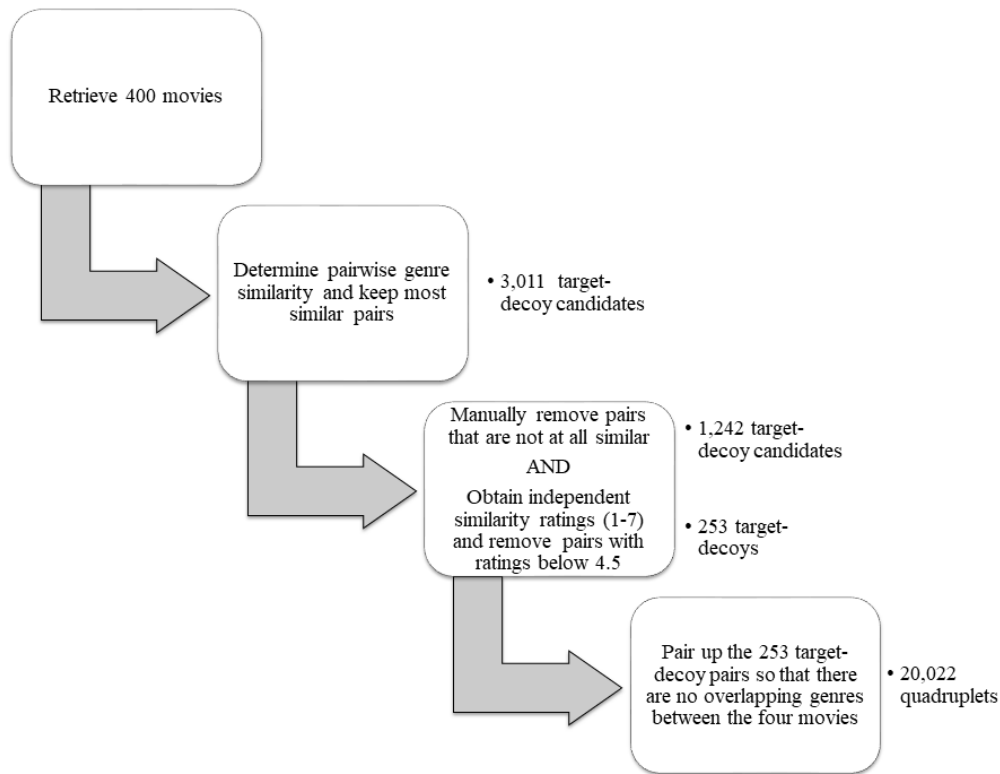 Retrieve 400 movies
Determine pairwise genre
similarity and keep most
similar pairs
• 3,011 target-
decoy candidates
Manually remove pairs
that are not at all similar
AND
Obtain independent
similarity ratings (1-7)
and remove pairs with
ratings below 4.5
• 1,242 target-
decoy candidates
• 253 target-
decoys
Pair up the 253 target-
decoy pairs so that there
are no overlapping genres
between the four movies
• 20,022
quadruplets